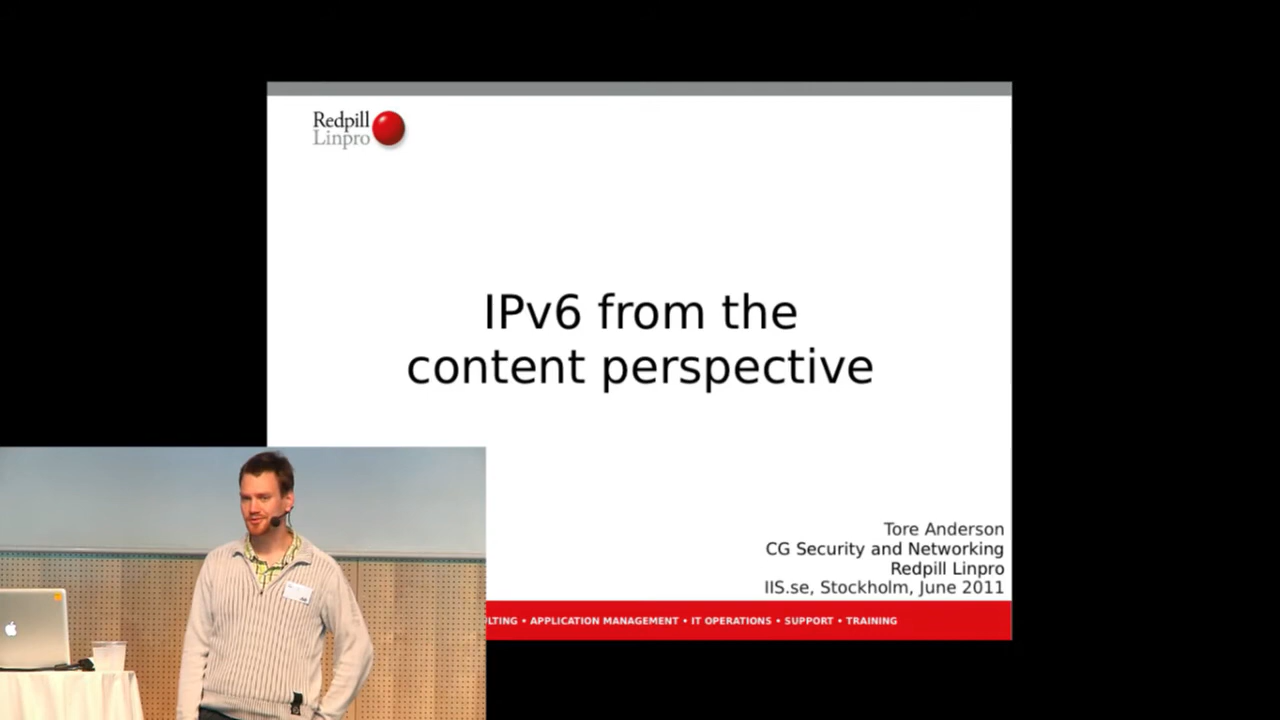 Redpill
Linpro
IPv6 from the
content perspective
Tore Anderson
CG Security and Networking
Redpill Linpro
IIS.se, Stockholm, June 2011
• APPLICATION MANAGEMENT • IT OPERATIONS • SUPPORT • TRAINING